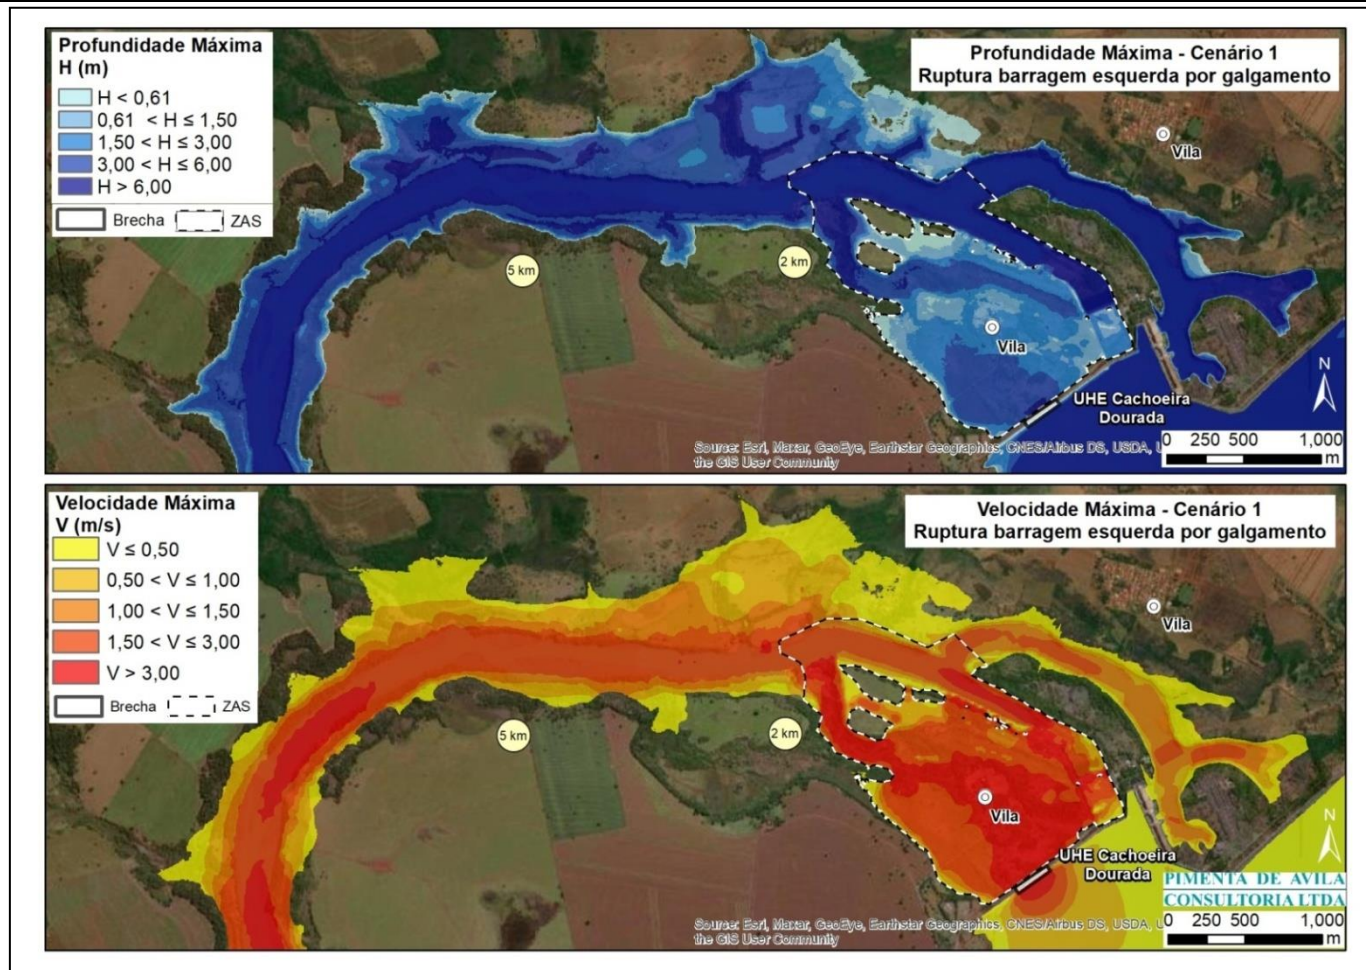 Profundidade Máxima
H (m)
H < 0,61
0,61 < H ≤ 1,50
1,50 < H ≤ 3,00
3,00 < H ≤ 6,00
H > 6,00
Brecha ZAS
Profundidade Máxima - Cenário 1
Ruptura barragem esquerda por galgamento
Vila
5 km
2 km
Vila
UHE Cachoeira
Dourada
N
0 250 500 1,000
m
Source: Esri, Maxar, GeoEye, Earthstar Geographics, CNES/Airbus DS, USDA, U
the GIS User Community
Velocidade Máxima
V (m/s)
V ≤ 0,50
0,50 < V ≤ 1,00
1,00 < V ≤ 1,50
1,50 < V ≤ 3,00
V > 3,00
Brecha ZAS
Velocidade Máxima - Cenário 1
Ruptura barragem esquerda por galgamento
Vila
5 km
2 km
Vila
UHE Cachoeira
Dourada
N
PIMENTA DE AVILA
CONSULTORIA LTDA
0 250 500 1,000
m
Source: Esri, Maxar, GeoEye, Earthstar Geographics, CNES/Airbus DS, USDA, U
the GIS User Community